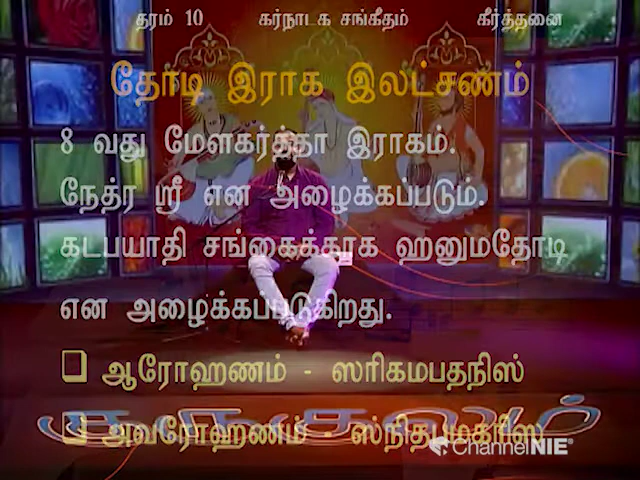 தரம் 10 கர்நாடக சங்கீதம் கீர்த்தனை
தோடி இராக இலட்சணம்
8 வது மேளகர்த்தா இராகம்.
நேத்ர ஸ்ரீ என அழைக்கப்படும்.
கடபயாதி சங்கைக்காக ஹனுமதோடி
என அழைக்கப்படுகிறது.
❑ ஆரோஹணம் - ஸரிகமபதநிஸ்
❑ அவரோஹணம் - ஸ்நிதபமகரிஸ
குருகுலம்
ChannelNIE®